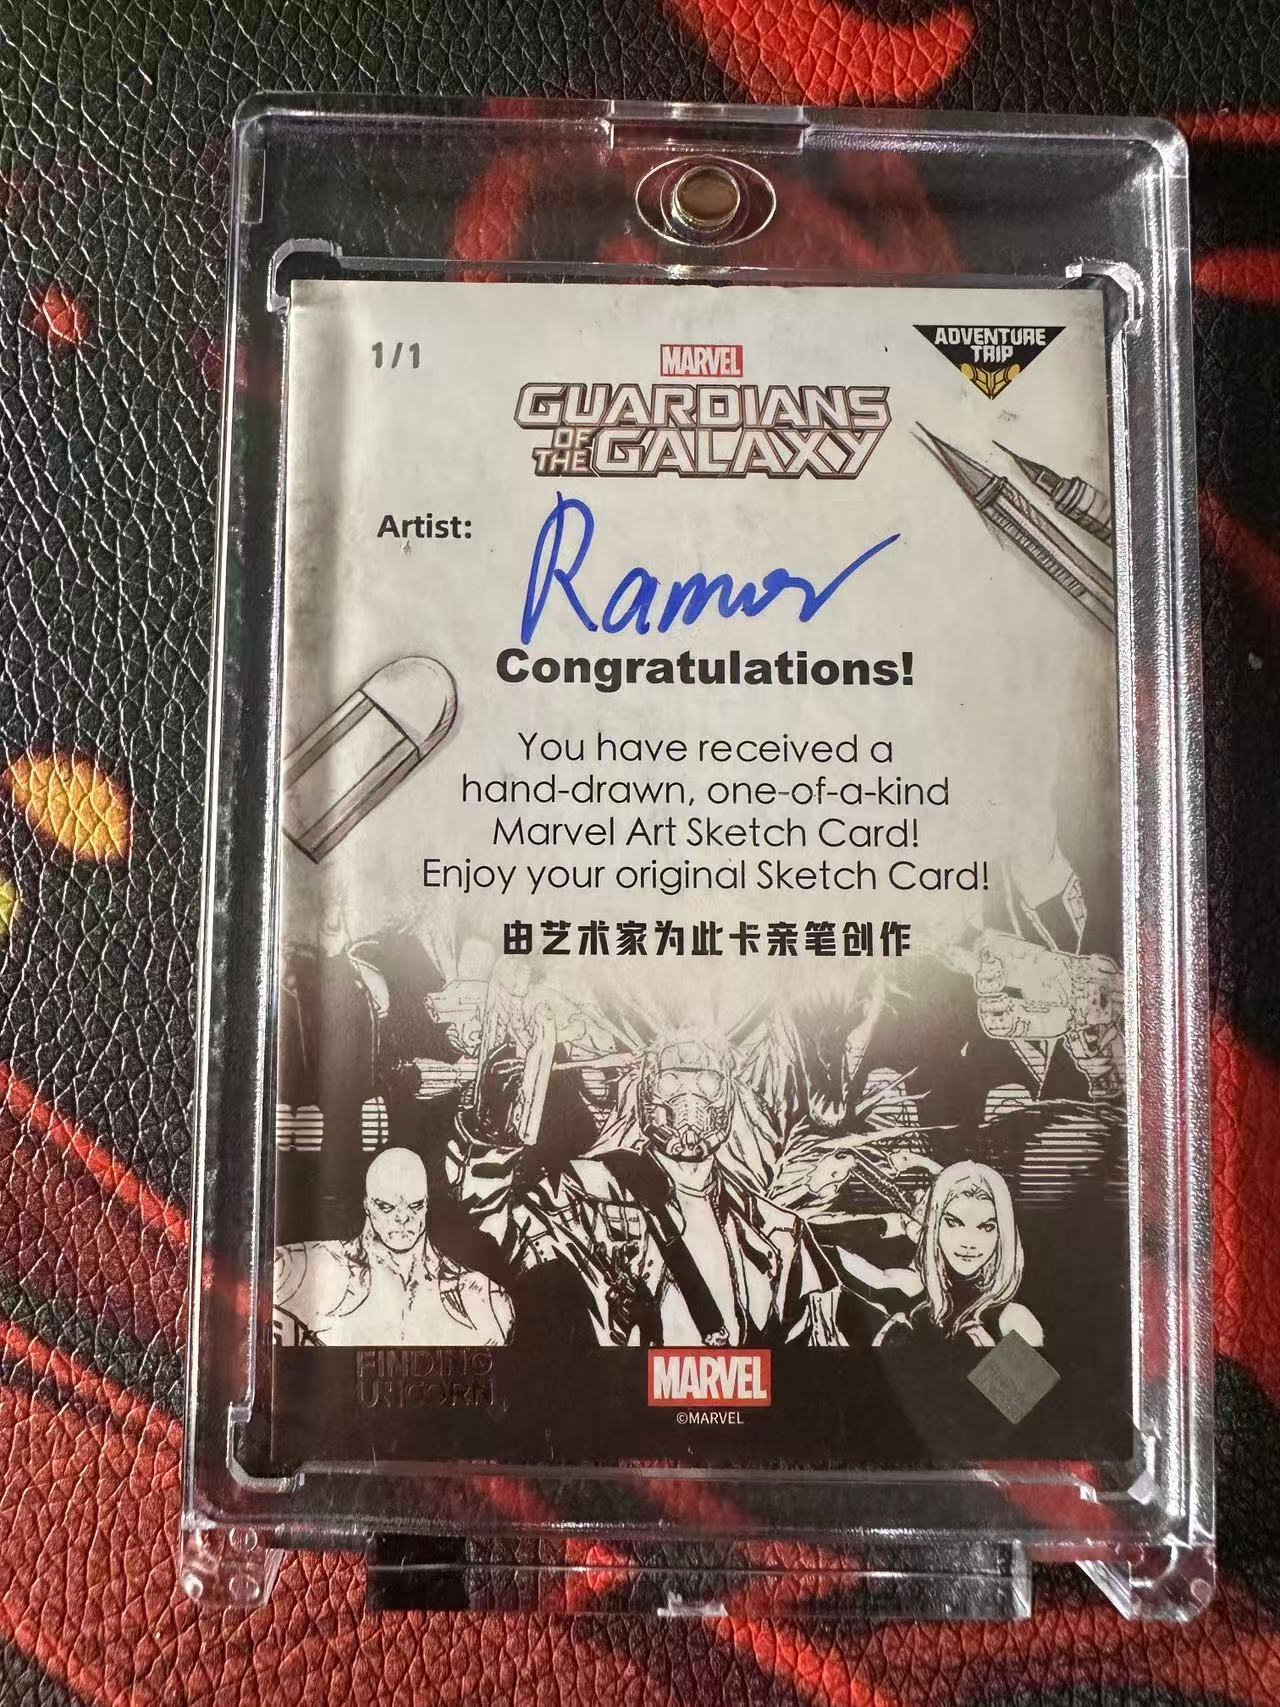 1/1
MARVEL
ADVENTURE
TRIP
GUARDIANS
OF
THE
GALAXY
Artist:
Congratulations!
You have received a
hand-drawn, one-of-a-kind
Marvel Art Sketch Card!
Enjoy your original Sketch Card!
由艺术家为此卡亲笔创作
FINDING
UNICORN
MARVEL
©MARVEL